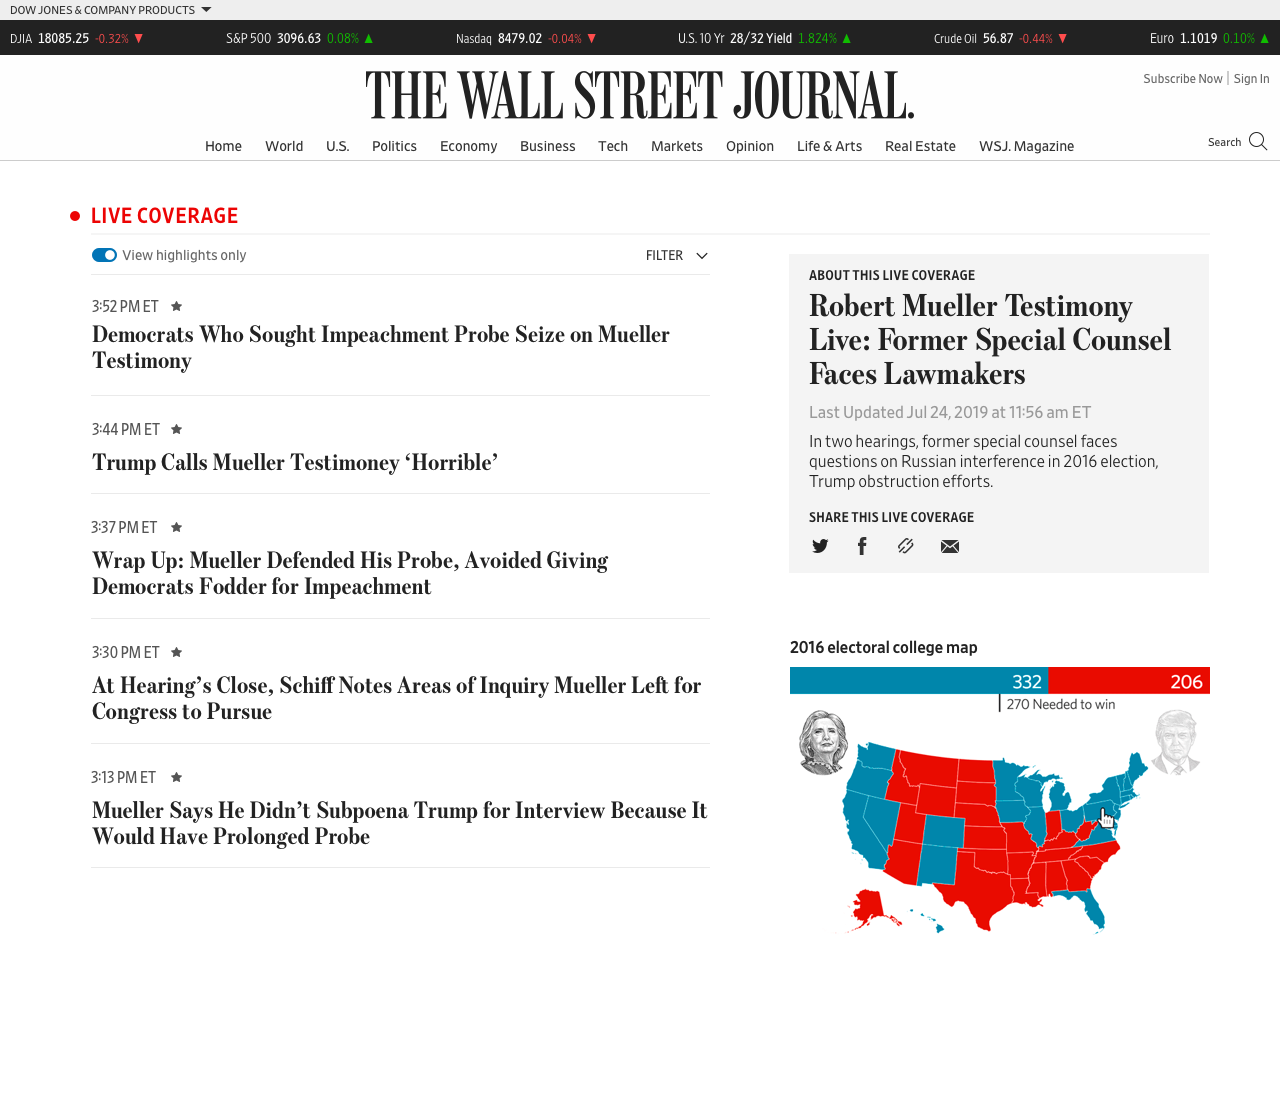 DOW JONES & COMPANY PRODUCTS
DJIA 18085.25 -0.32% S&P 500 3096.63 0.08% Nasdaq 8479.02 -0.04% U.S. 10 Yr 28/32 Yield 1.824% Crude Oil 56.87 -0.44% Euro 1.1019 0.10%
THE WALL STREET JOURNAL.
Subscribe Now | Sign In
Home World U.S. Politics Economy Business Tech Markets Opinion Life & Arts Real Estate WSJ. Magazine
Search
LIVE COVERAGE
View highlights only
FILTER
3:52 PM ET
Democrats Who Sought Impeachment Probe Seize on Mueller
Testimony
3:44 PM ET
Trump Calls Mueller Testimoney ‘Horrible’
3:37 PM ET
Wrap Up: Mueller Defended His Probe, Avoided Giving
Democrats Fodder for Impeachment
3:30 PM ET
At Hearing’s Close, Schiff Notes Areas of Inquiry Mueller Left for
Congress to Pursue
3:13 PM ET
Mueller Says He Didn’t Subpoena Trump for Interview Because It
Would Have Prolonged Probe
ABOUT THIS LIVE COVERAGE
Robert Mueller Testimony
Live: Former Special Counsel
Faces Lawmakers
Last Updated Jul 24, 2019 at 11:56 am ET
In two hearings, former special counsel faces
questions on Russian interference in 2016 election,
Trump obstruction efforts.
SHARE THIS LIVE COVERAGE
2016 electoral college map
332 206
270 Needed to win